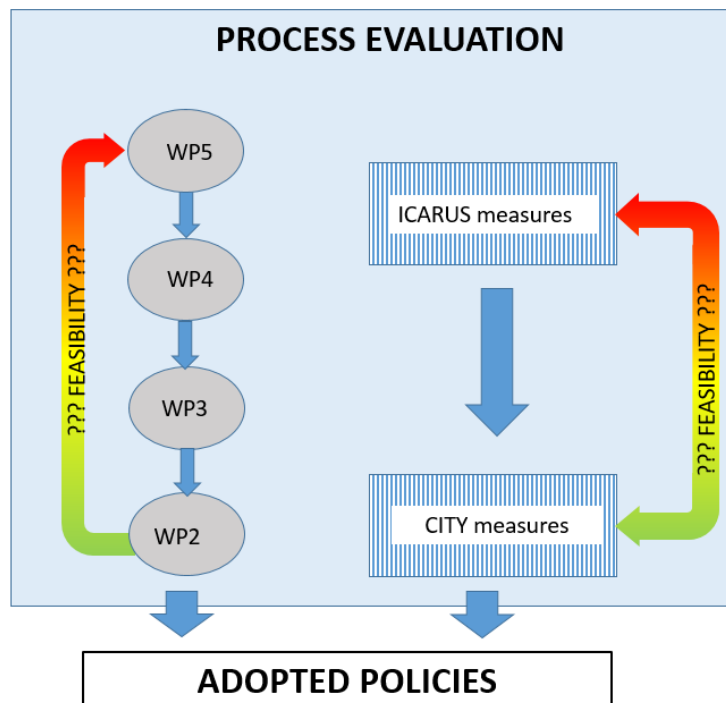 PROCESS EVALUATION
WP5
WP4
WP3
WP2
??? FEASIBILITY ???
ICARUS measures
CITY measures
??? FEASIBILITY ???
ADOPTED POLICIES